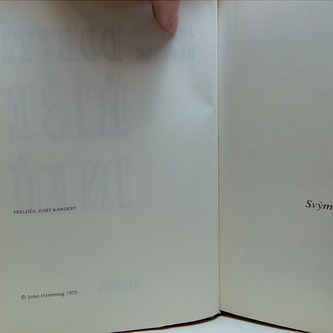 PŘELOŽIL JOSEF KANDERT
© John Hemming 1970
Svým